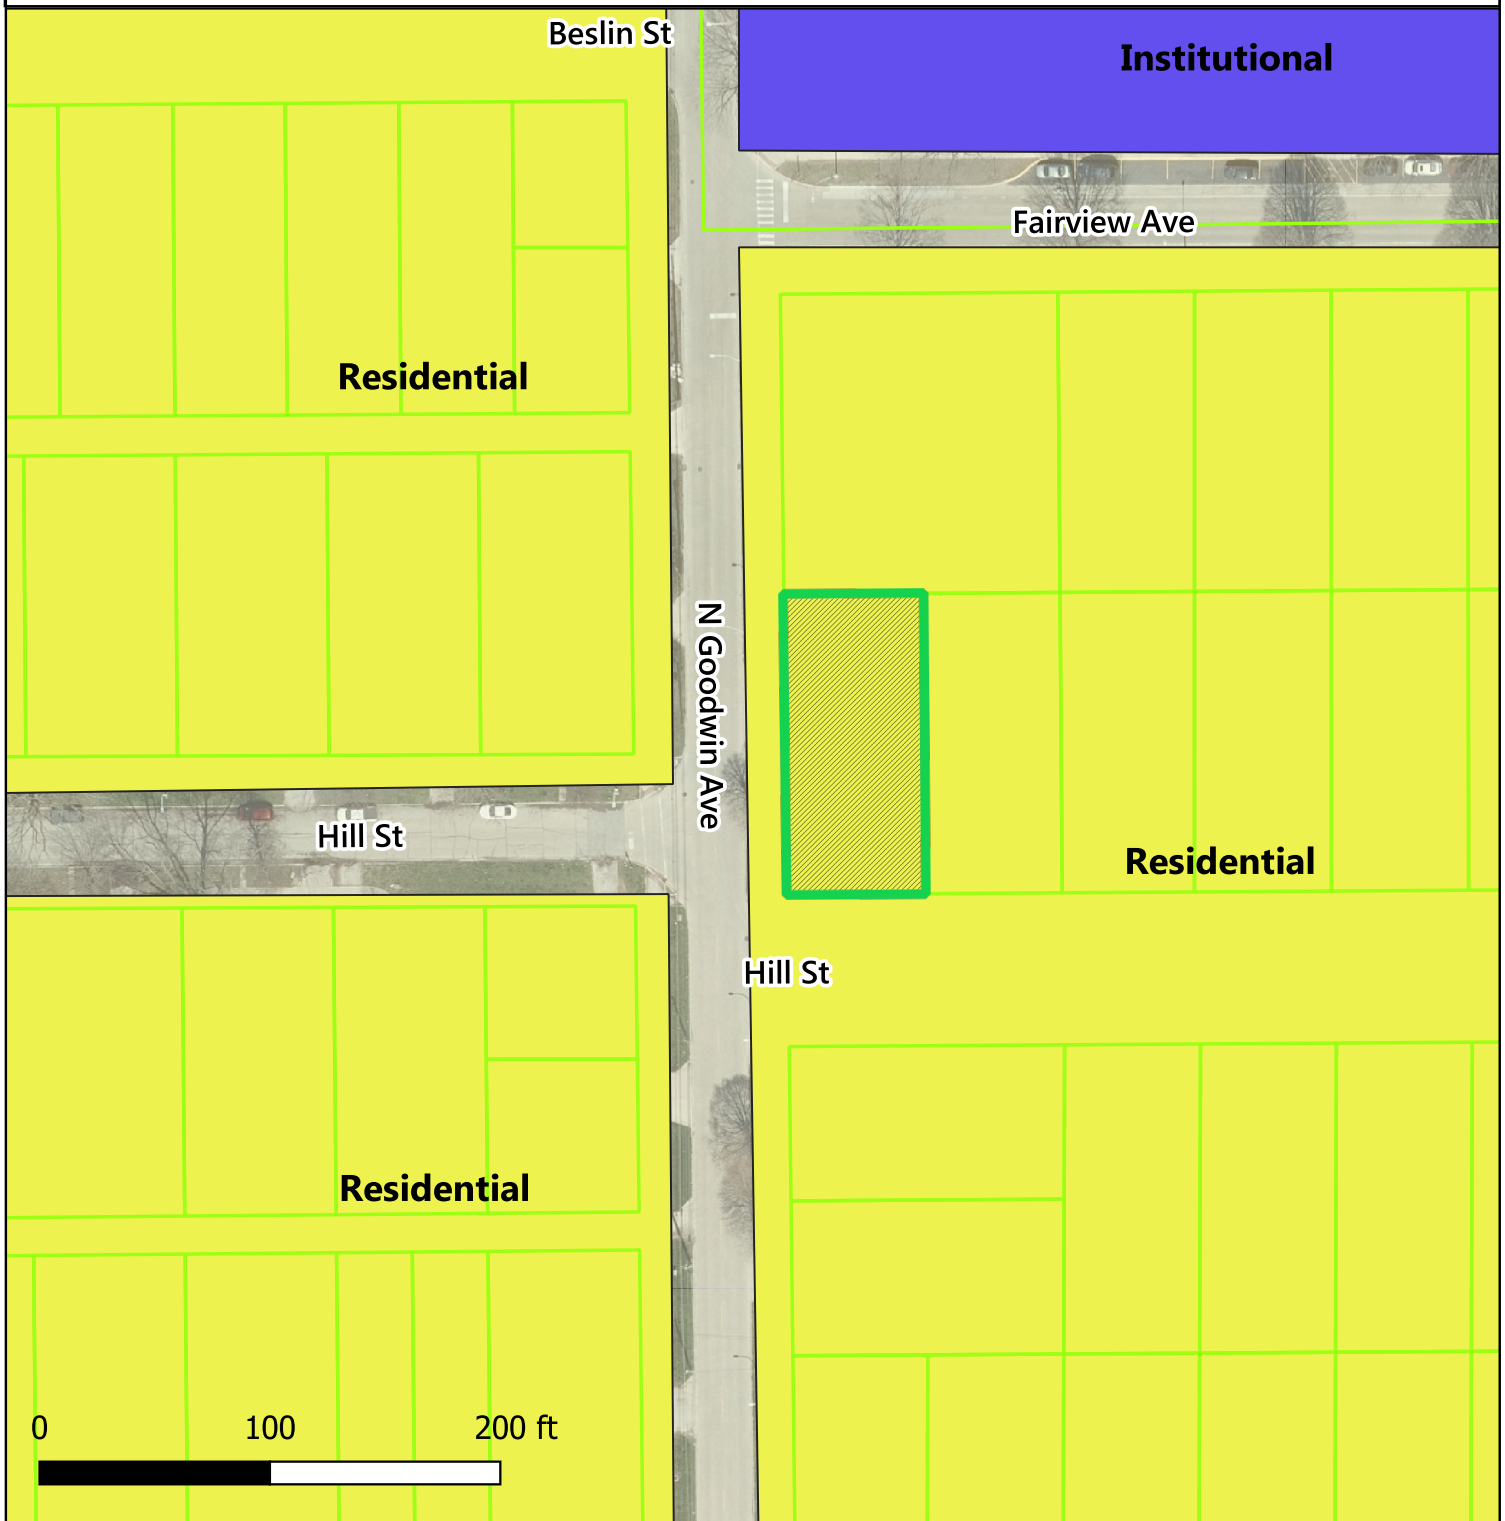 Beslin St
Institutional
Fairview Ave
Residential
N Goodwin Ave
Hill St
Residential
Hill St
Residential
0 100 200 ft